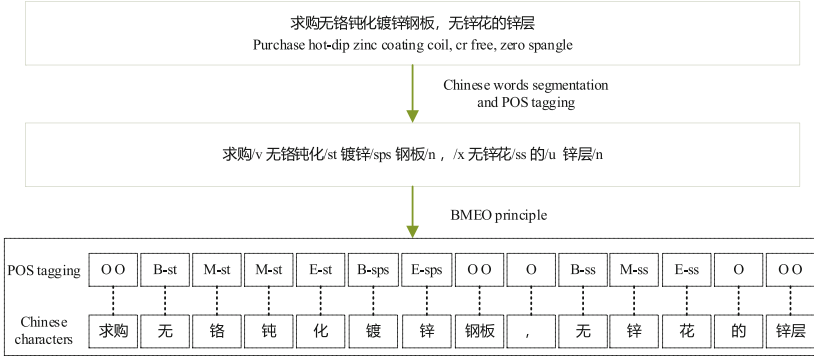 求购无铬钝化镀锌钢板，无锌花的锌层
Purchase hot-dip zinc coating coil, cr free, zero spangle
Chinese words segmentation
and POS tagging
求购/v 无铬钝化/st 镀锌/sps 钢板/n ，/x 无锌花/ss 的/u 锌层/n
BMEO principle
POS tagging O O B-st M-st M-st E-st B-sps E-sps O O O B-ss M-ss E-ss O O O
Chinese
characters 求购 无 铬 钝 化 镀 锌 钢板 ， 无 锌 花 的 锌层